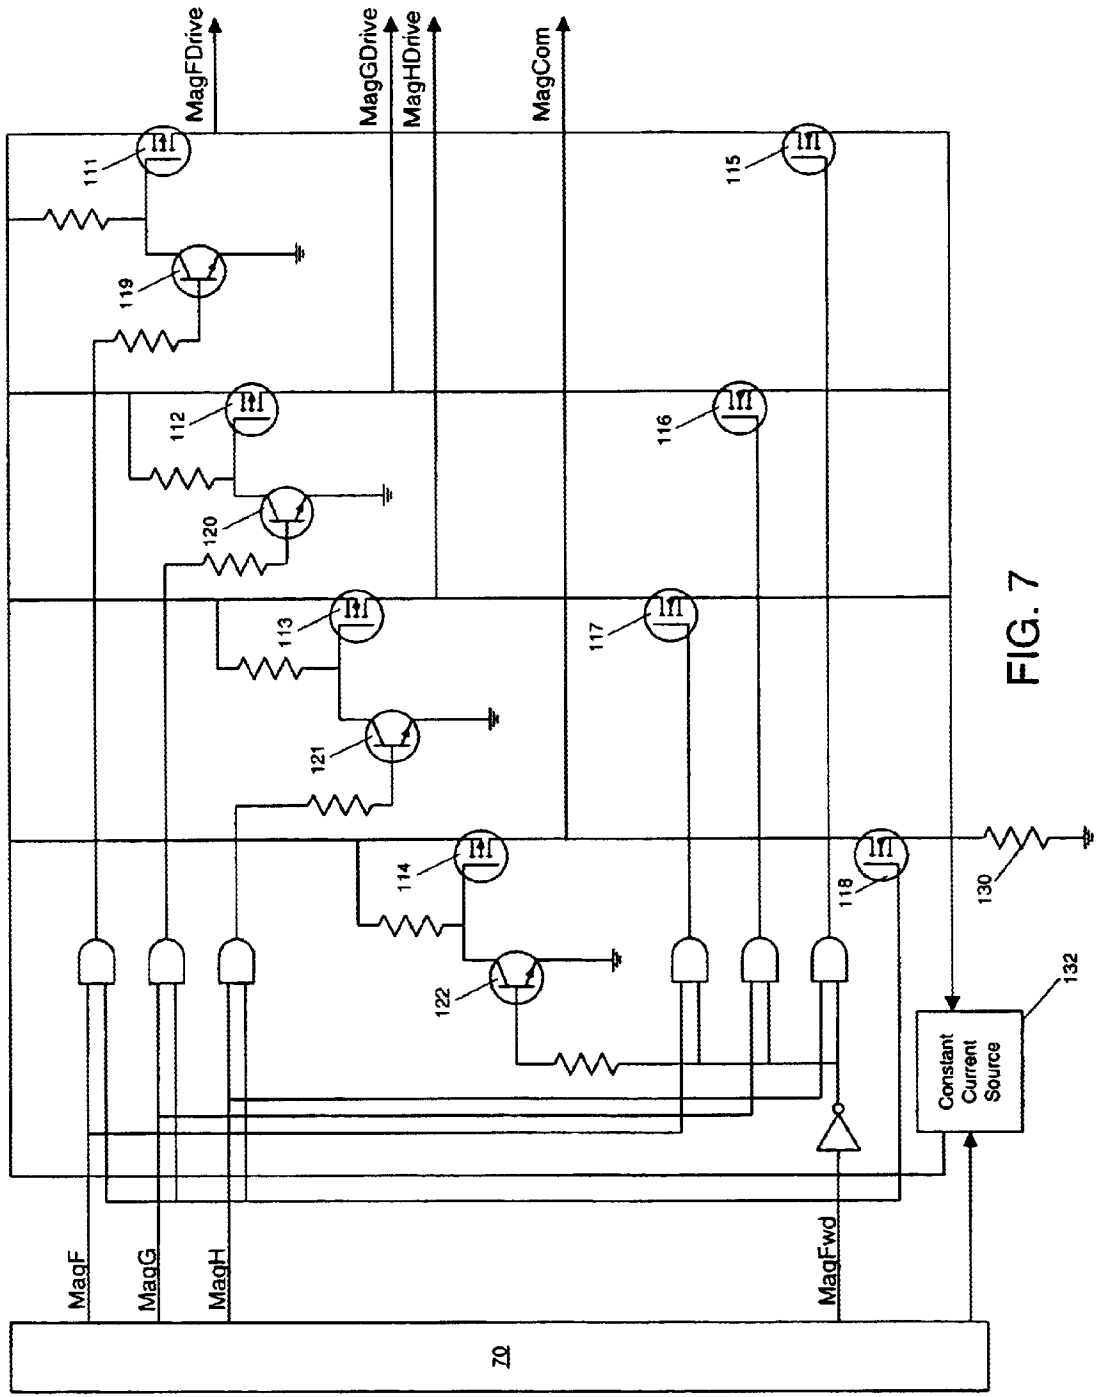 MagF
111
119
MagG
112
MagFDrive
120
MagH
113
121
MagGDrive
114
MagHDrive
122
70
MagCom
117
116
115
MagFwd
118
Constant
Current
Source
130
132
FIG. 7